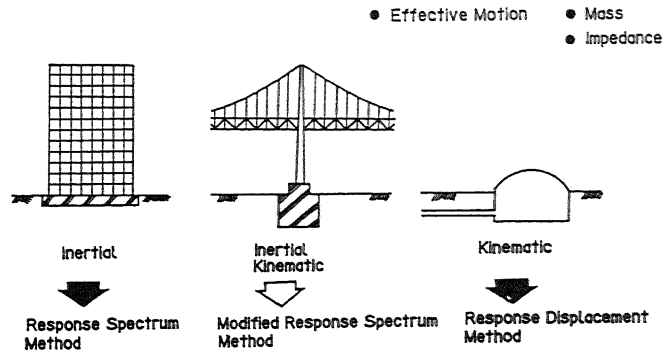 ● Effective Motion
● Mass
● Impedance
Inertial
Inertial
Kinematic
Kinematic
Response Spectrum
Method
Modified Response Spectrum
Method
Response Displacement
Method